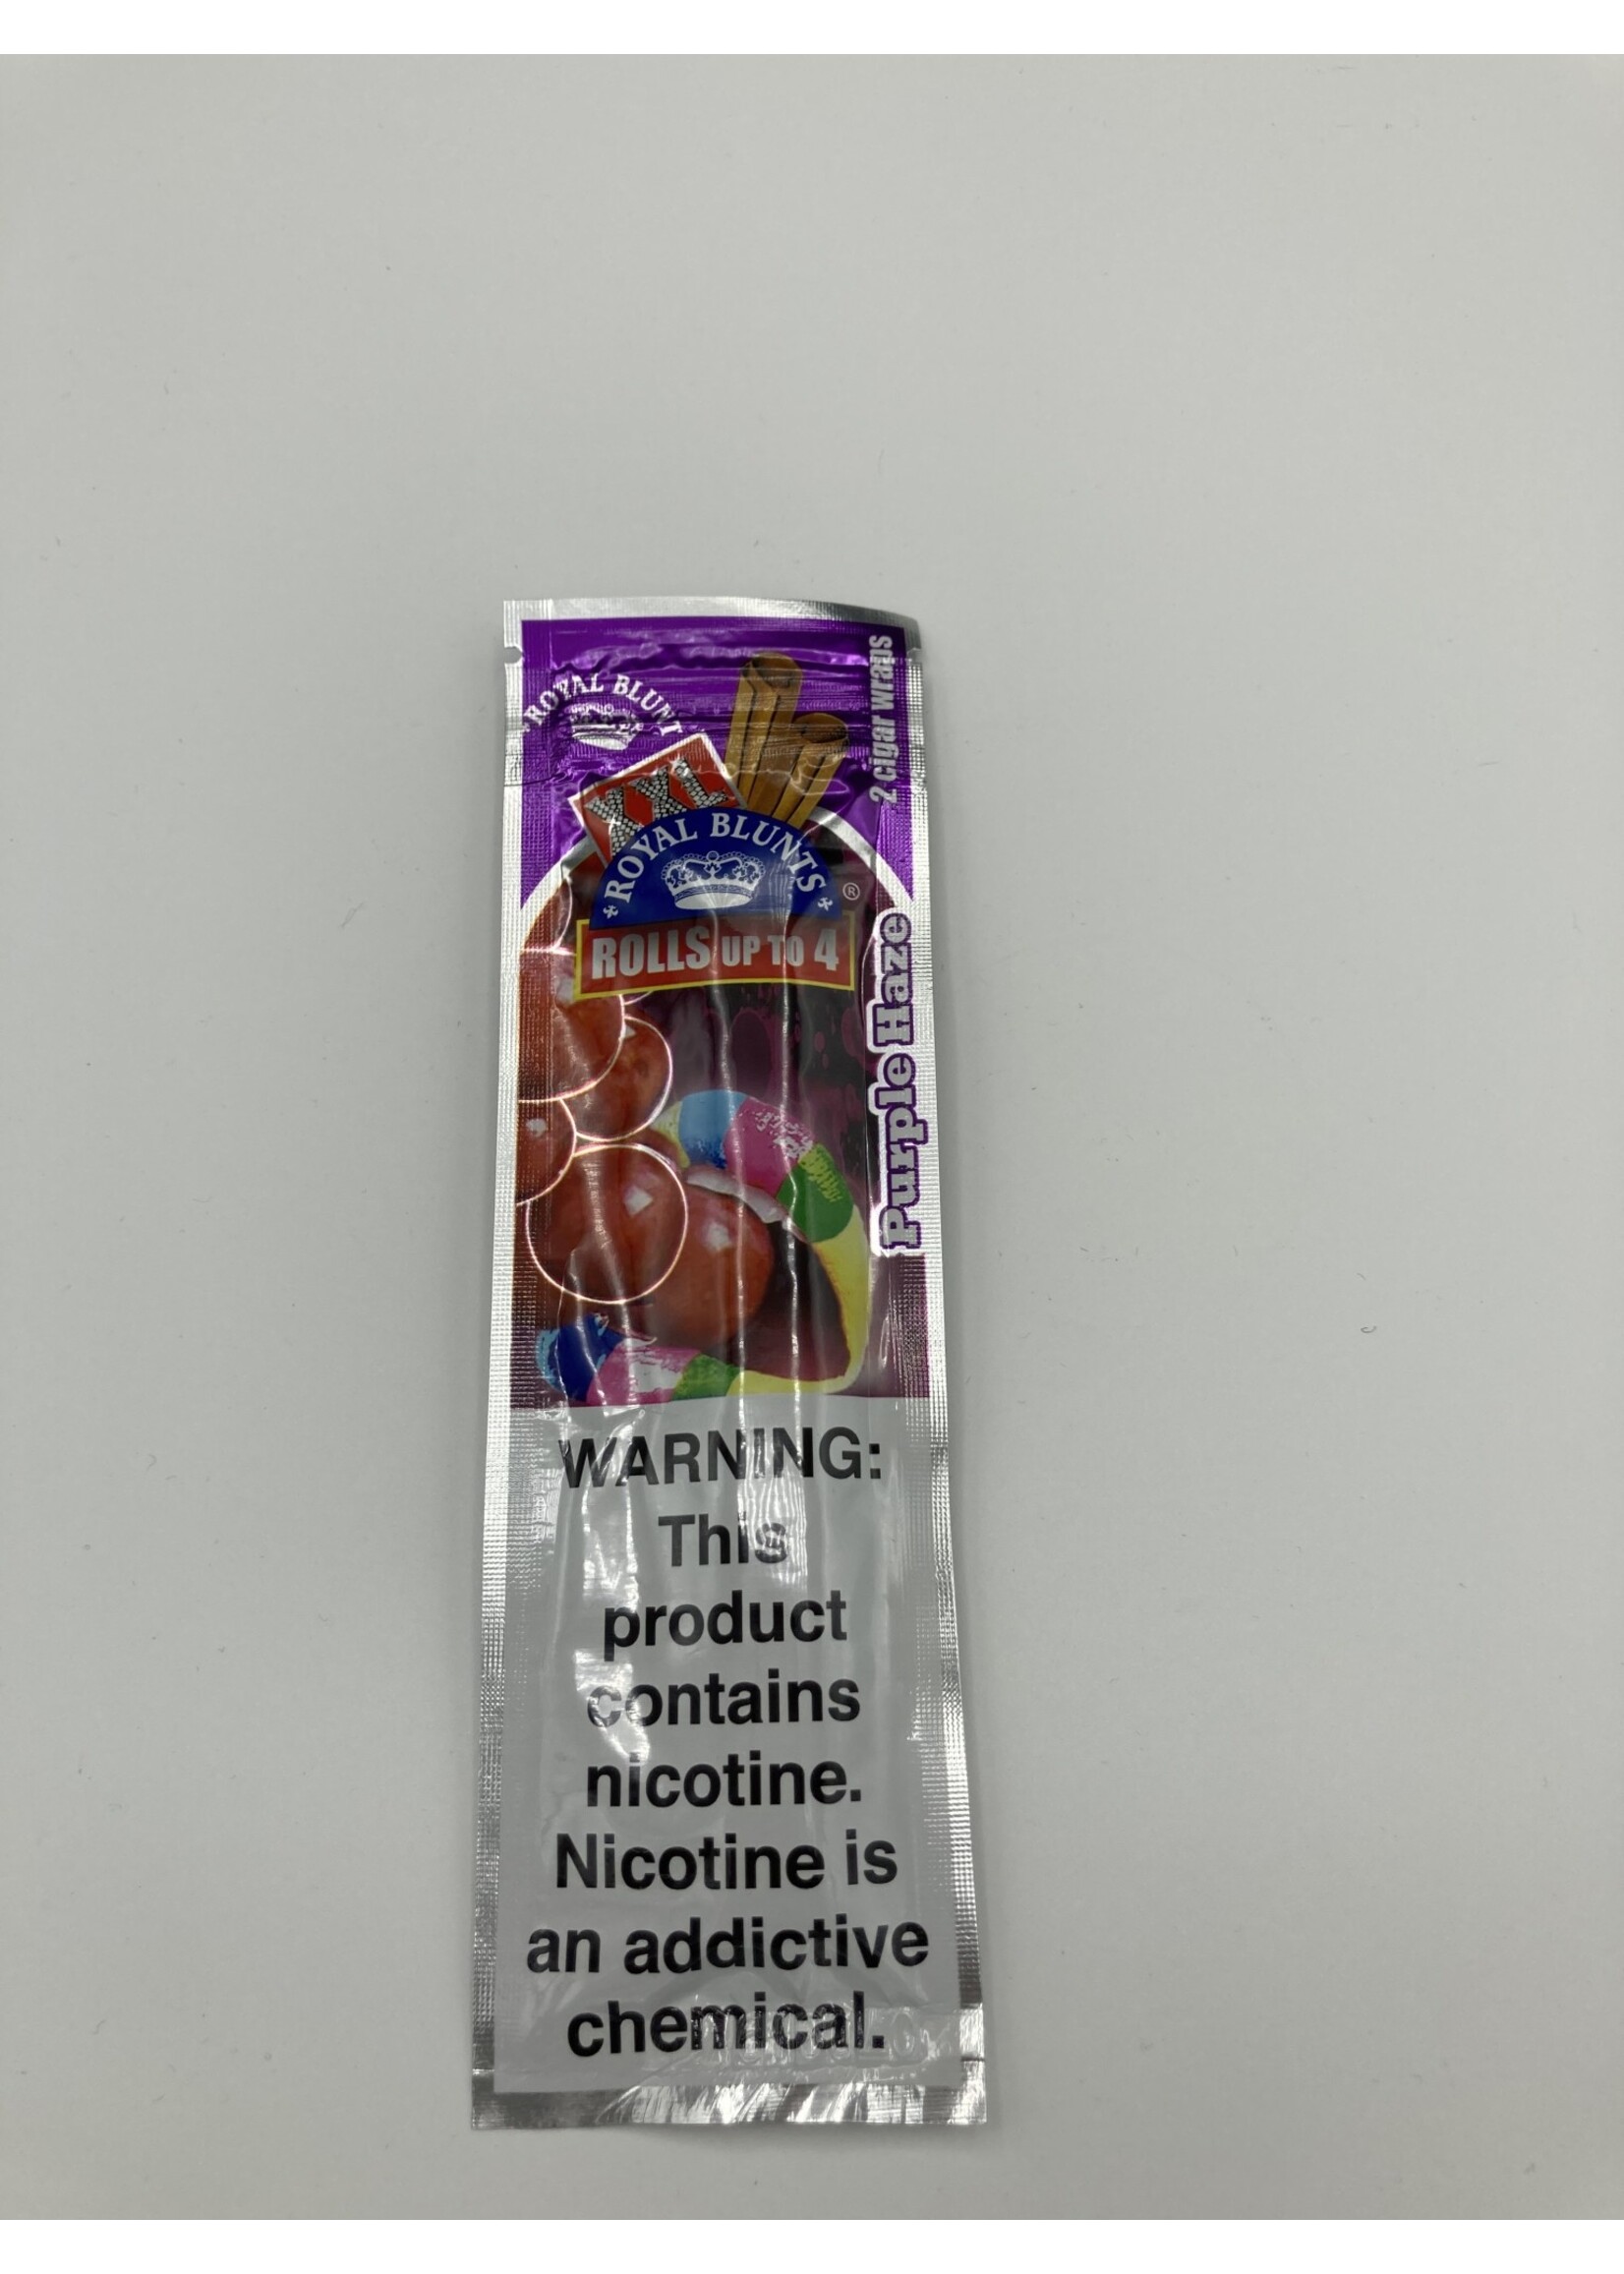 ROYAL BLUNT
2 cigar wraps
XXL
ROYAL BLUNTS ®
ROLLS UP TO 4
Purple Haze
WARNING:
This
product
contains
nicotine.
Nicotine is
an addictive
chemical.